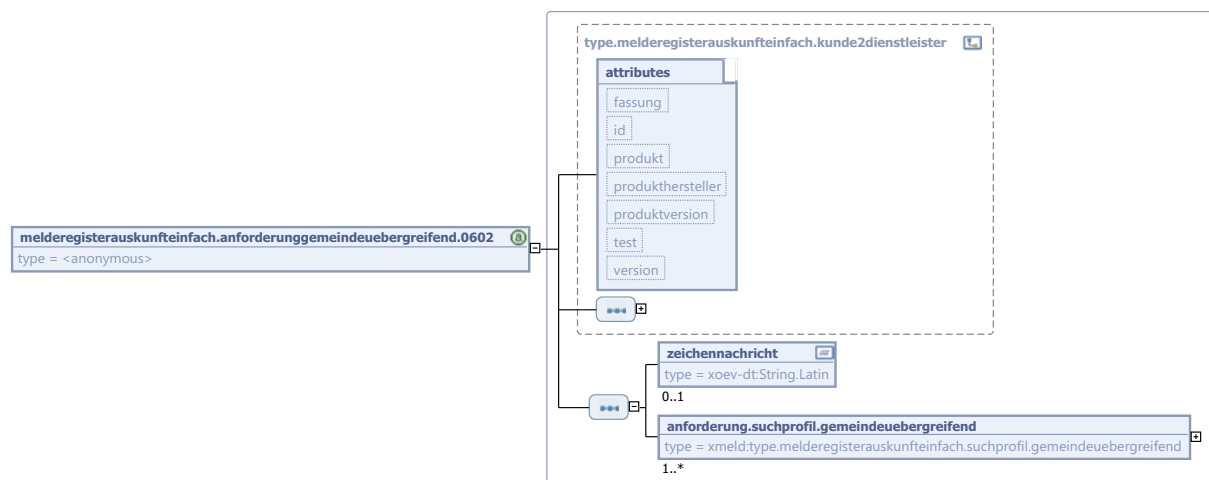 type.melderegisterauskunfteinfach.kunde2dienstleister
attributes
fassung
id
produkt
produkthersteller
produktversion
test
version
melderegisterauskunfteinfach.anforderunggemeindeuebergreifend.0602
a
type = <anonymous>
zeichennachricht
type = xoev-dt:String.Latin
0..1
anforderung.suchprofil.gemeindeuebergreifend
type = xmeld:type.melderegisterauskunfteinfach.suchprofil.gemeindeuebergreifend
1..*